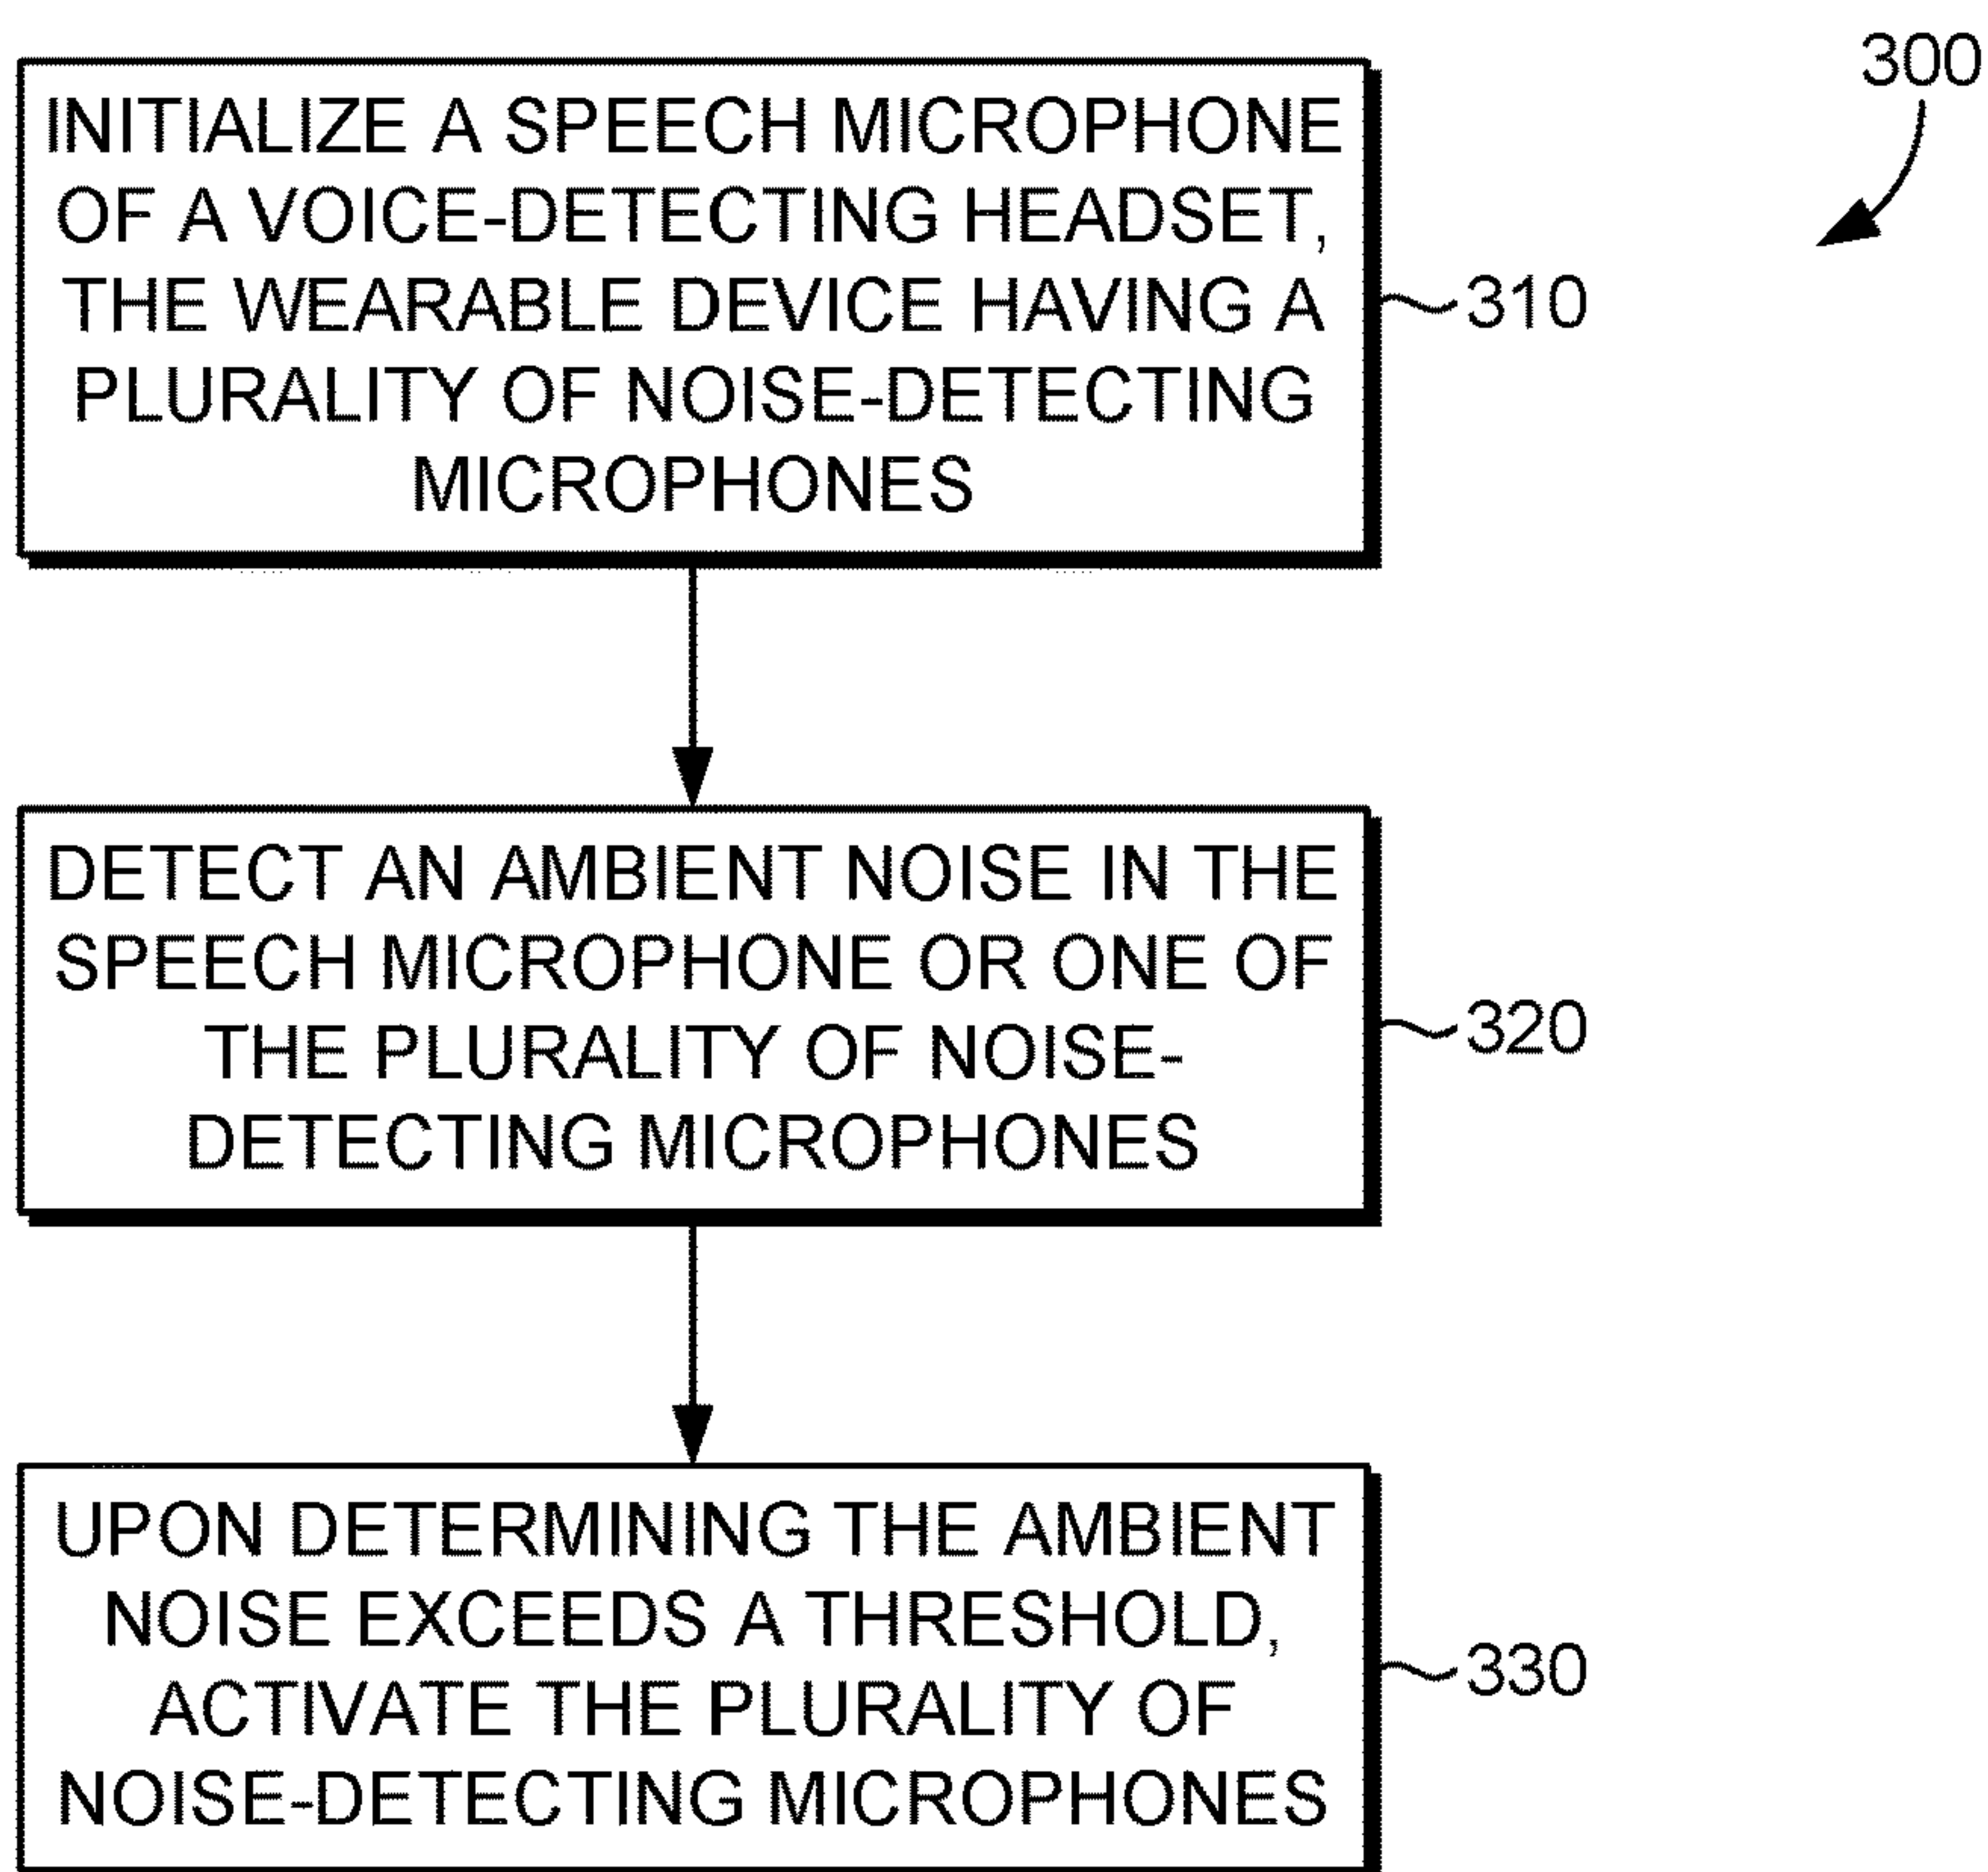 300
INITIALIZE A SPEECH MICROPHONE
OF A VOICE-DETECTING HEADSET,
THE WEARABLE DEVICE HAVING A
PLURALITY OF NOISE-DETECTING
MICROPHONES
310
DETECT AN AMBIENT NOISE IN THE
SPEECH MICROPHONE OR ONE OF
THE PLURALITY OF NOISE-
DETECTING MICROPHONES
320
UPON DETERMINING THE AMBIENT
NOISE EXCEEDS A THRESHOLD,
ACTIVATE THE PLURALITY OF
NOISE-DETECTING MICROPHONES
330